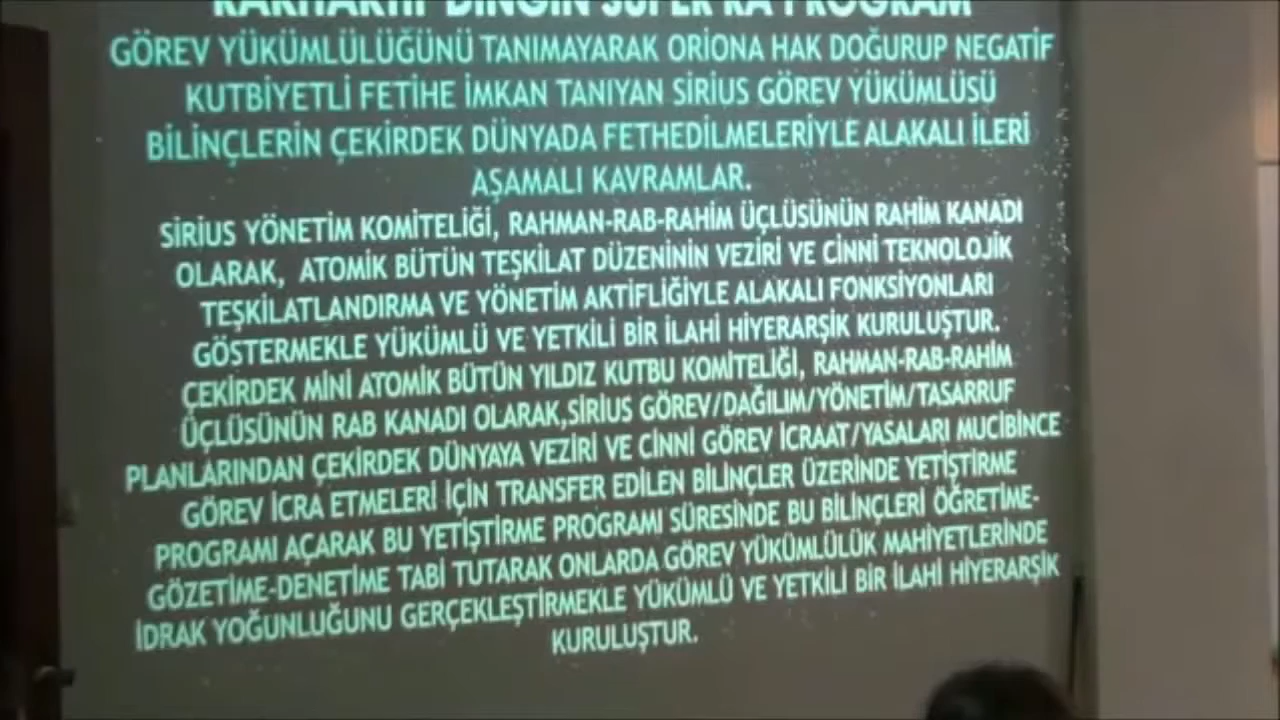 DİNGİN SÜPER RA PROGRAM
GÖREV YÜKÜMLÜLÜĞÜNÜ TANIMAYARAK ORİONA HAK DOĞURUP NEGATİF
KUTBİYETLİ FETİHE İMKAN TANIYAN SİRİUS GÖREV YÜKÜMLÜSÜ
BİLİNÇLERİN ÇEKİRDEK DÜNYADA FETHEDİLMELERİYLE ALAKALI İLERİ
AŞAMALI KAVRAMLAR.
SİRİUS YÖNETİM KOMİTELİĞİ, RAHMAN-RAB-RAHİM ÜÇLÜSÜNÜN RAHİM KANADI
OLARAK, ATOMİK BÜTÜN TEŞKİLAT DÜZENİNİN VEZİRİ VE CİNNİ TEKNOLOJİK
TEŞKİLATLANDIRMA VE YÖNETİM AKTİFLİĞİYLE ALAKALI FONKSİYONLARI
GÖSTERMEKLE YÜKÜMLÜ VE YETKİLİ BİR İLAHİ HİYERARŞİK KURULUŞTUR.
ÇEKİRDEK MİNİ ATOMİK BÜTÜN YILDIZ KUTBU KOMİTELİĞİ, RAHMAN-RAB-RAHİM
ÜÇLÜSÜNÜN RAB KANADI OLARAK,SİRİUS GÖREV/DAĞILIM/YÖNETİM/TASARRUF
PLANLARINDAN ÇEKİRDEK DÜNYAYA VEZİRİ VE CİNNİ GÖREV İCRAAT/YASALARI MUCİBİNCE
GÖREV İCRA ETMELERİ İÇİN TRANSFER EDİLEN BİLİNÇLER ÜZERİNDE YETİŞTİRME
PROGRAMI AÇARAK BU YETİŞTİRME PROGRAMI SÜRESİNDE BU BİLİNÇLERİ ÖĞRETİME-
GÖZETİME-DENETİME TABİ TUTARAK ONLARDA GÖREV YÜKÜMLÜLÜK MAHİYETLERİNDE
İDRAK YOĞUNLUĞUNU GERÇEKLEŞTİRMEKLE YÜKÜMLÜ VE YETKİLİ BİR İLAHİ HİYERARŞİK
KURULUŞTUR.